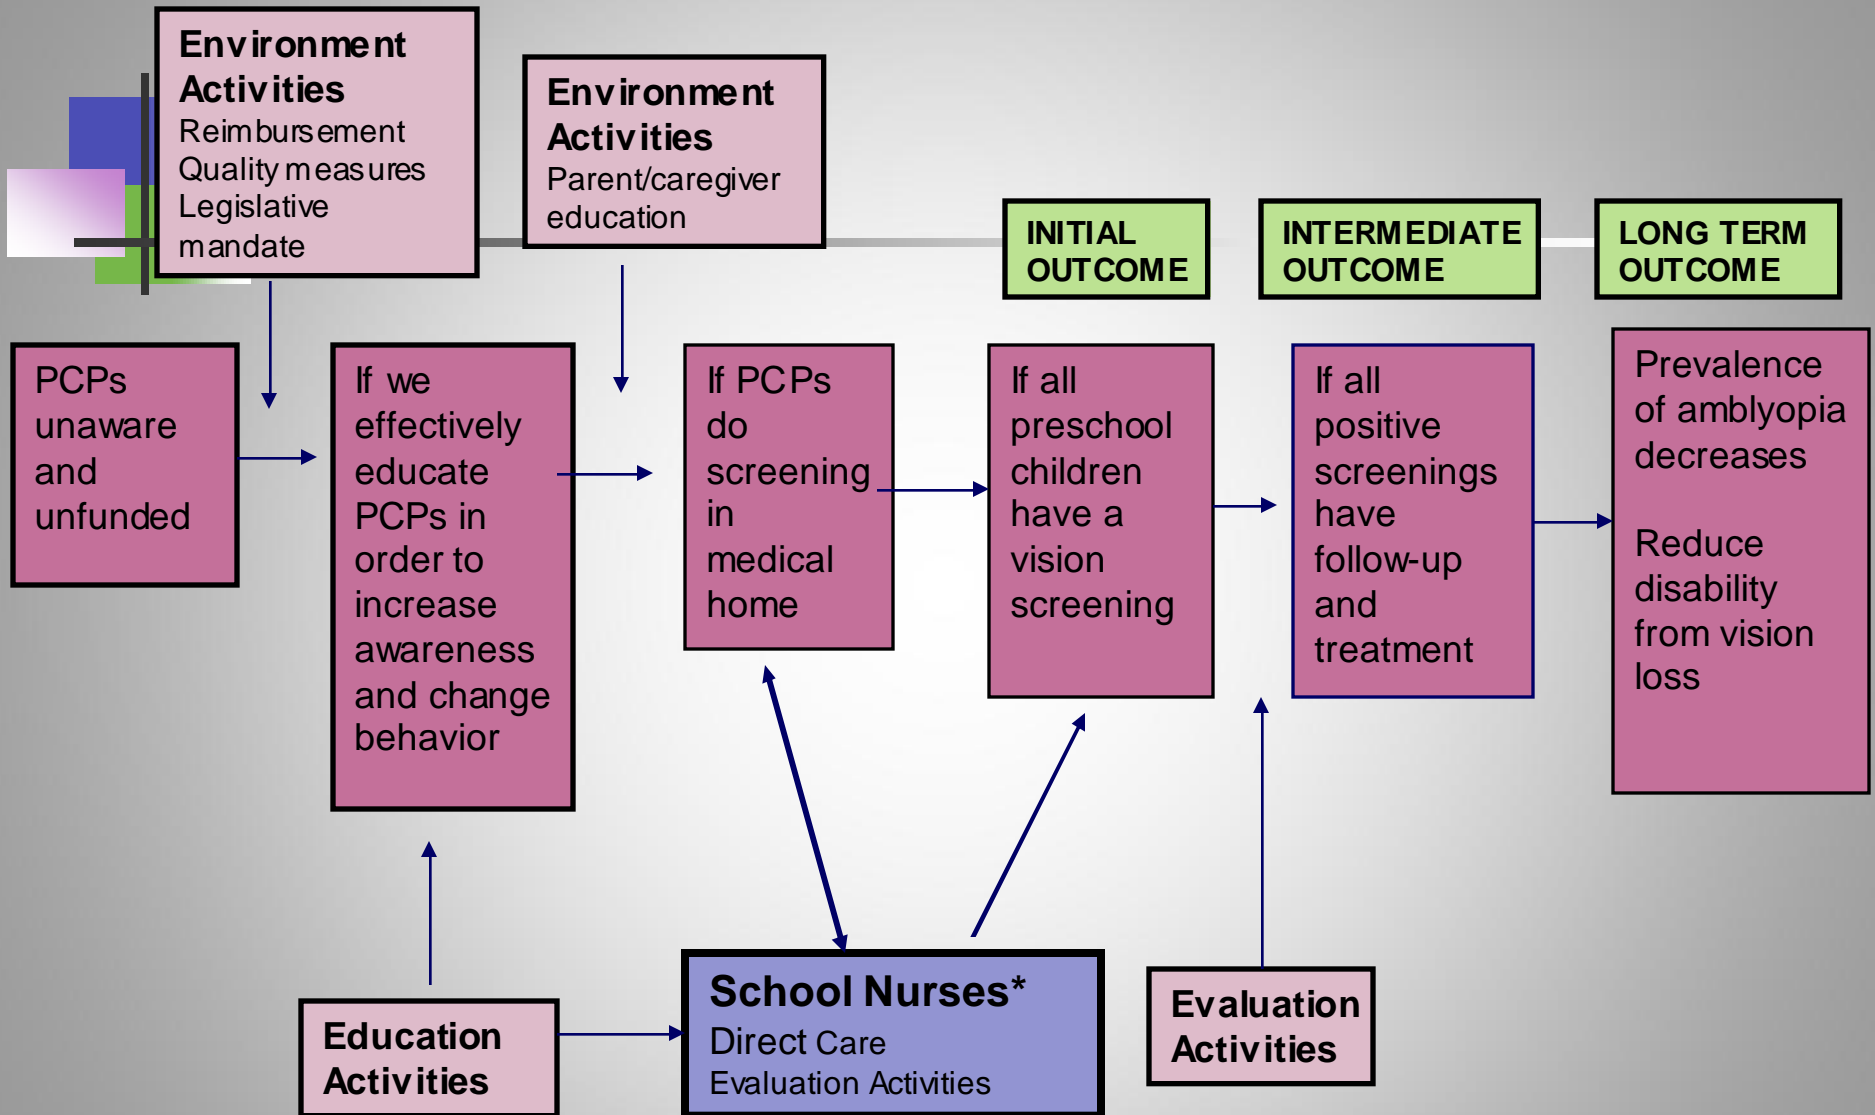 Environment
Activities
Reimbursement
Quality measures
Legislative
mandate
Environment
Activities
Parent/caregiver
education
INITIAL
OUTCOME
INTERMEDIATE
OUTCOME
LONG TERM
OUTCOME
PCPs
unaware
and
unfunded
If we
effectively
educate
PCPs in
order to
increase
awareness
and change
behavior
If PCPs
do
screening
in
medical
home
If all
preschool
children
have a
vision
screening
If all
positive
screenings
have
follow-up
and
treatment
Prevalence
of amblyopia
decreases
Reduce
disability
from vision
loss
Education
Activities
School Nurses*
Direct Care
Evaluation Activities
Evaluation
Activities